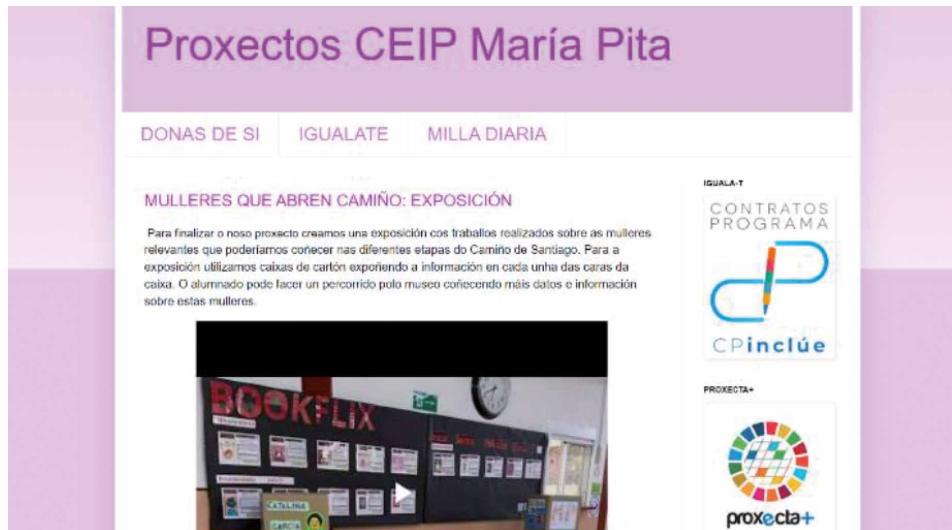 Proxectos CEIP María Pita
DONAS DE SI
IGUALATE
MILLA DIARIA
MULLERES QUE ABREN CAMIÑO: EXPOSICIÓN
Para finalizar o noso proxecto creamos una exposición cos traballos realizados sobre as mulleres
relevantes que poderíamos coñecer nas diferentes etapas do Camiño de Santiago. Para a
exposición utilizamos caixas de cartón expoñendo a información en cada unha das caras da
caixa. O alumnado pode facer un percorrido polo museo coñecendo máis datos e información
sobre estas mulleres.
BOOKFLIX
CATALINA
GARCÍA
IGUALA-T
CONTRATOS
PROGRAMA
CPinclúe
PROXECTA+
proxecta+